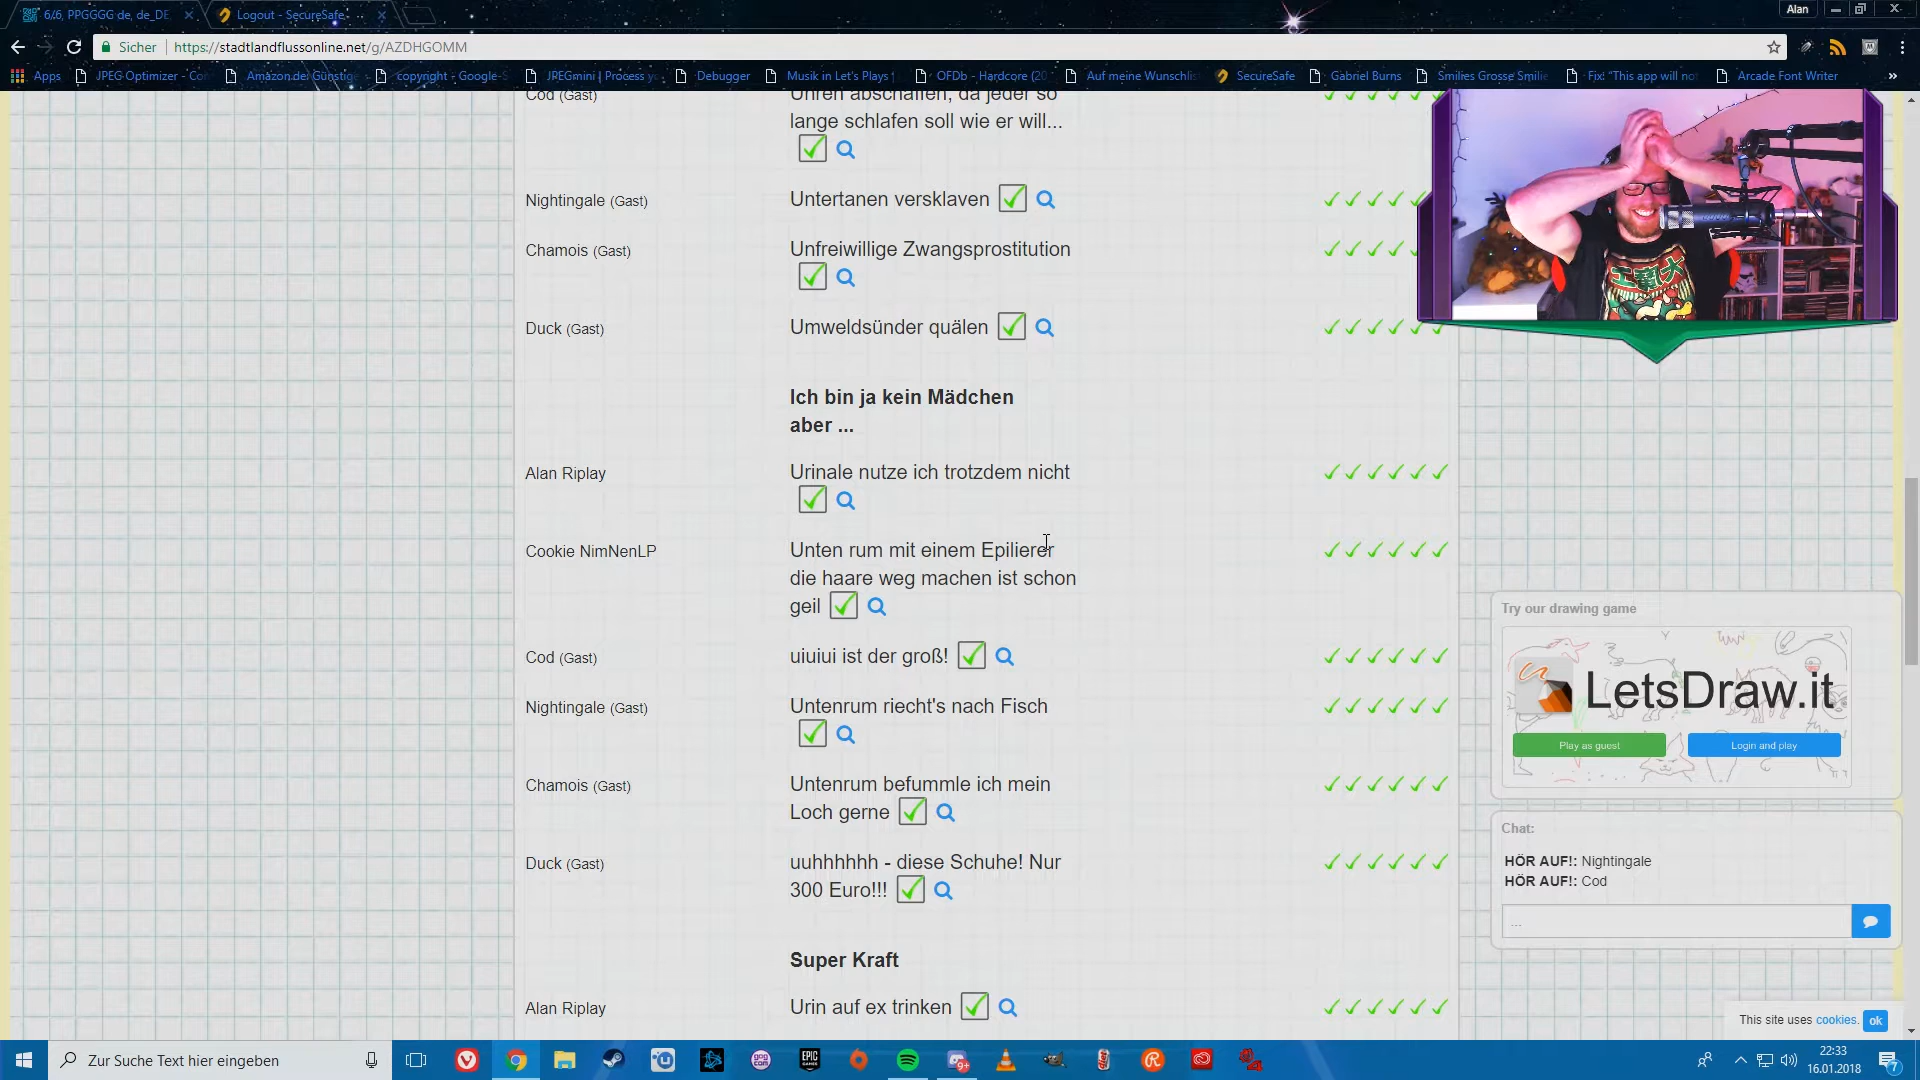 6/6, PPGGGG de, de_DE
Logout - SecureSafe
Alan
Sicher
https://stadtlandflussonline.net/g/AZDHGOMM
Apps
JPEG Optimizer - Co
Amazon.de: Günstige
copyright - Google-S
JPEGmini | Process y
Debugger
Musik in Let's Plays
OFDb - Hardcore (20
Auf meine Wunschlis
SecureSafe
Gabriel Burns
Smilies Grosse Smilie
Fix! "This app will not
Arcade Font Writer
»
Cod (Gast)
Uhren abschaffen, da jeder so
lange schlafen soll wie er will...
Nightingale (Gast)
Untertanen versklaven
Chamois (Gast)
Unfreiwillige Zwangsprostitution
Duck (Gast)
Umweldsünder quälen
Ich bin ja kein Mädchen
aber ...
Alan Riplay
Urinale nutze ich trotzdem nicht
Cookie NimNenLP
Unten rum mit einem Epilierer
die haare weg machen ist schon
geil
Cod (Gast)
uiuiui ist der groß!
Nightingale (Gast)
Untenrum riecht's nach Fisch
Chamois (Gast)
Untenrum befummle ich mein
Loch gerne
Duck (Gast)
uuhhhhhh - diese Schuhe! Nur
300 Euro!!!
Super Kraft
Alan Riplay
Urin auf ex trinken
Try our drawing game
LetsDraw.it
Play as guest
Login and play
Chat:
HÖR AUF!: Nightingale
HÖR AUF!: Cod
...
This site uses cookies.
ok
Zur Suche Text hier eingeben
GOG.COM
EPIC GAMES
9+
22:33
16.01.2018
7